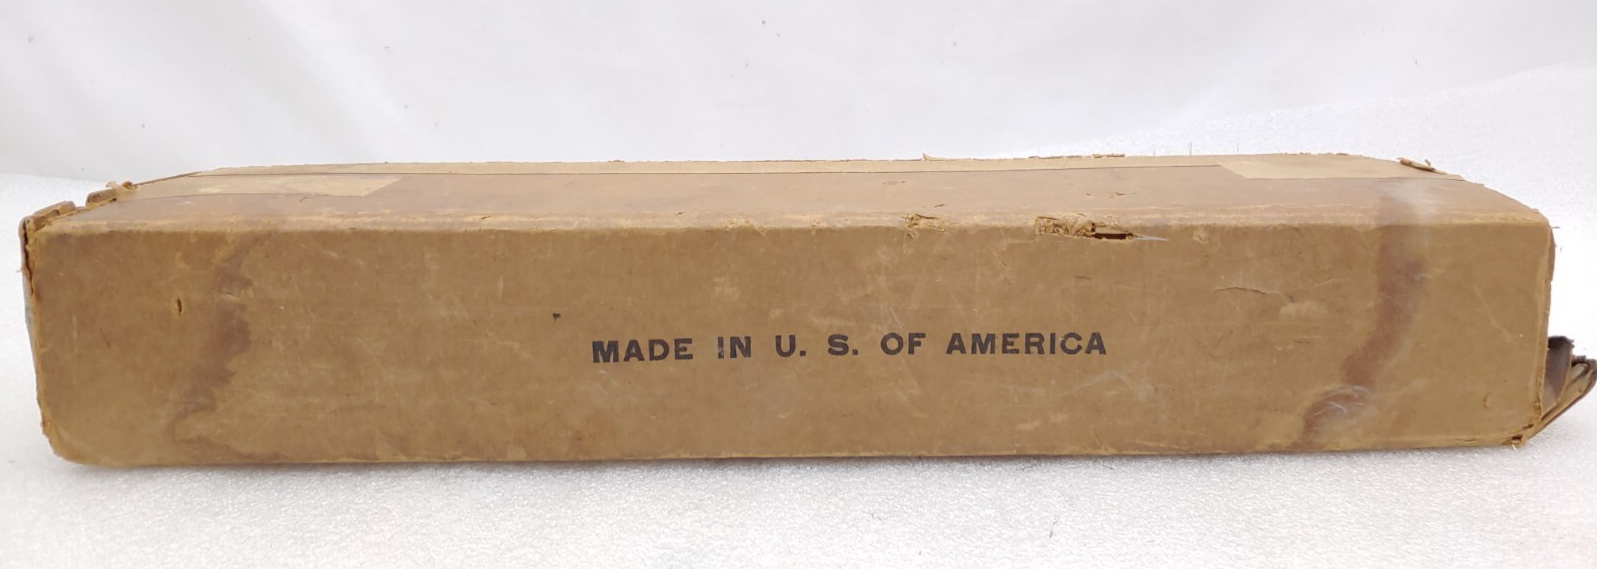 MADE IN U. S. OF AMERICA